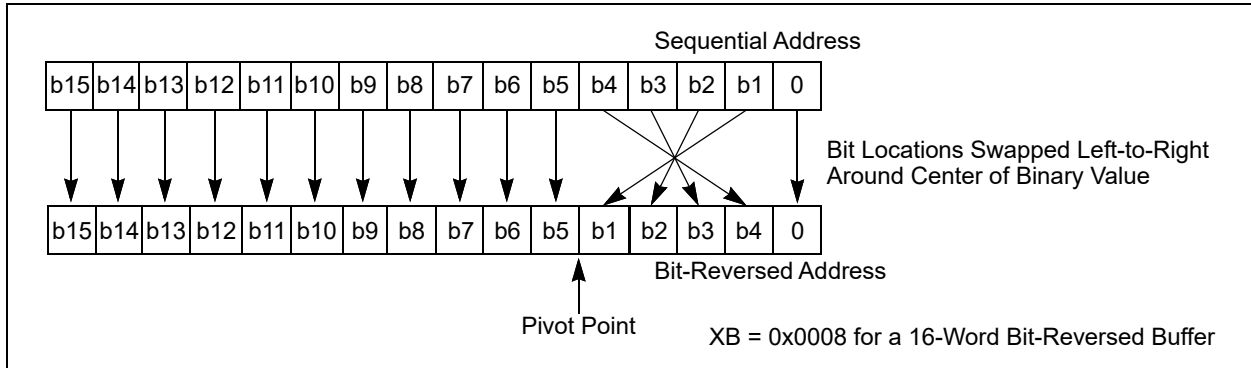 Sequential Address
b15 b14 b13 b12 b11 b10 b9 b8 b7 b6 b5 b4 b3 b2 b1 0
Bit Locations Swapped Left-to-Right
Around Center of Binary Value
b15 b14 b13 b12 b11 b10 b9 b8 b7 b6 b5 b1 b2 b3 b4 0
Bit-Reversed Address
Pivot Point
XB = 0x0008 for a 16-Word Bit-Reversed Buffer